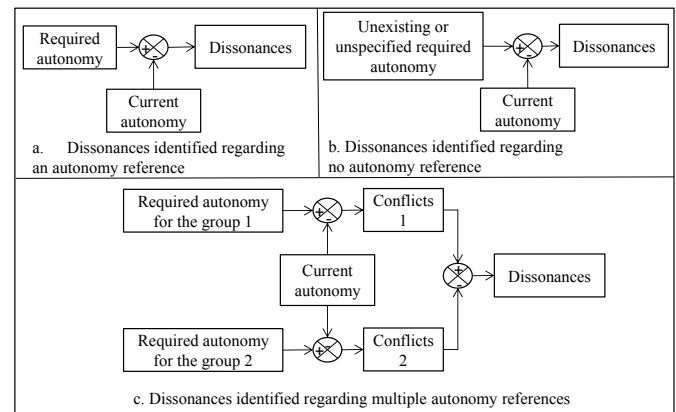 Required
autonomy
+
-
Dissonances
Current
autonomy
a. Dissonances identified regarding
an autonomy reference
Unexisting or
unspecified required
autonomy
+
-
Dissonances
Current
autonomy
b. Dissonances identified regarding
no autonomy reference
Required autonomy
for the group 1
+
-
Conflicts
1
Current
autonomy
+
-
Dissonances
Required autonomy
for the group 2
+
-
Conflicts
2
c. Dissonances identified regarding multiple autonomy references